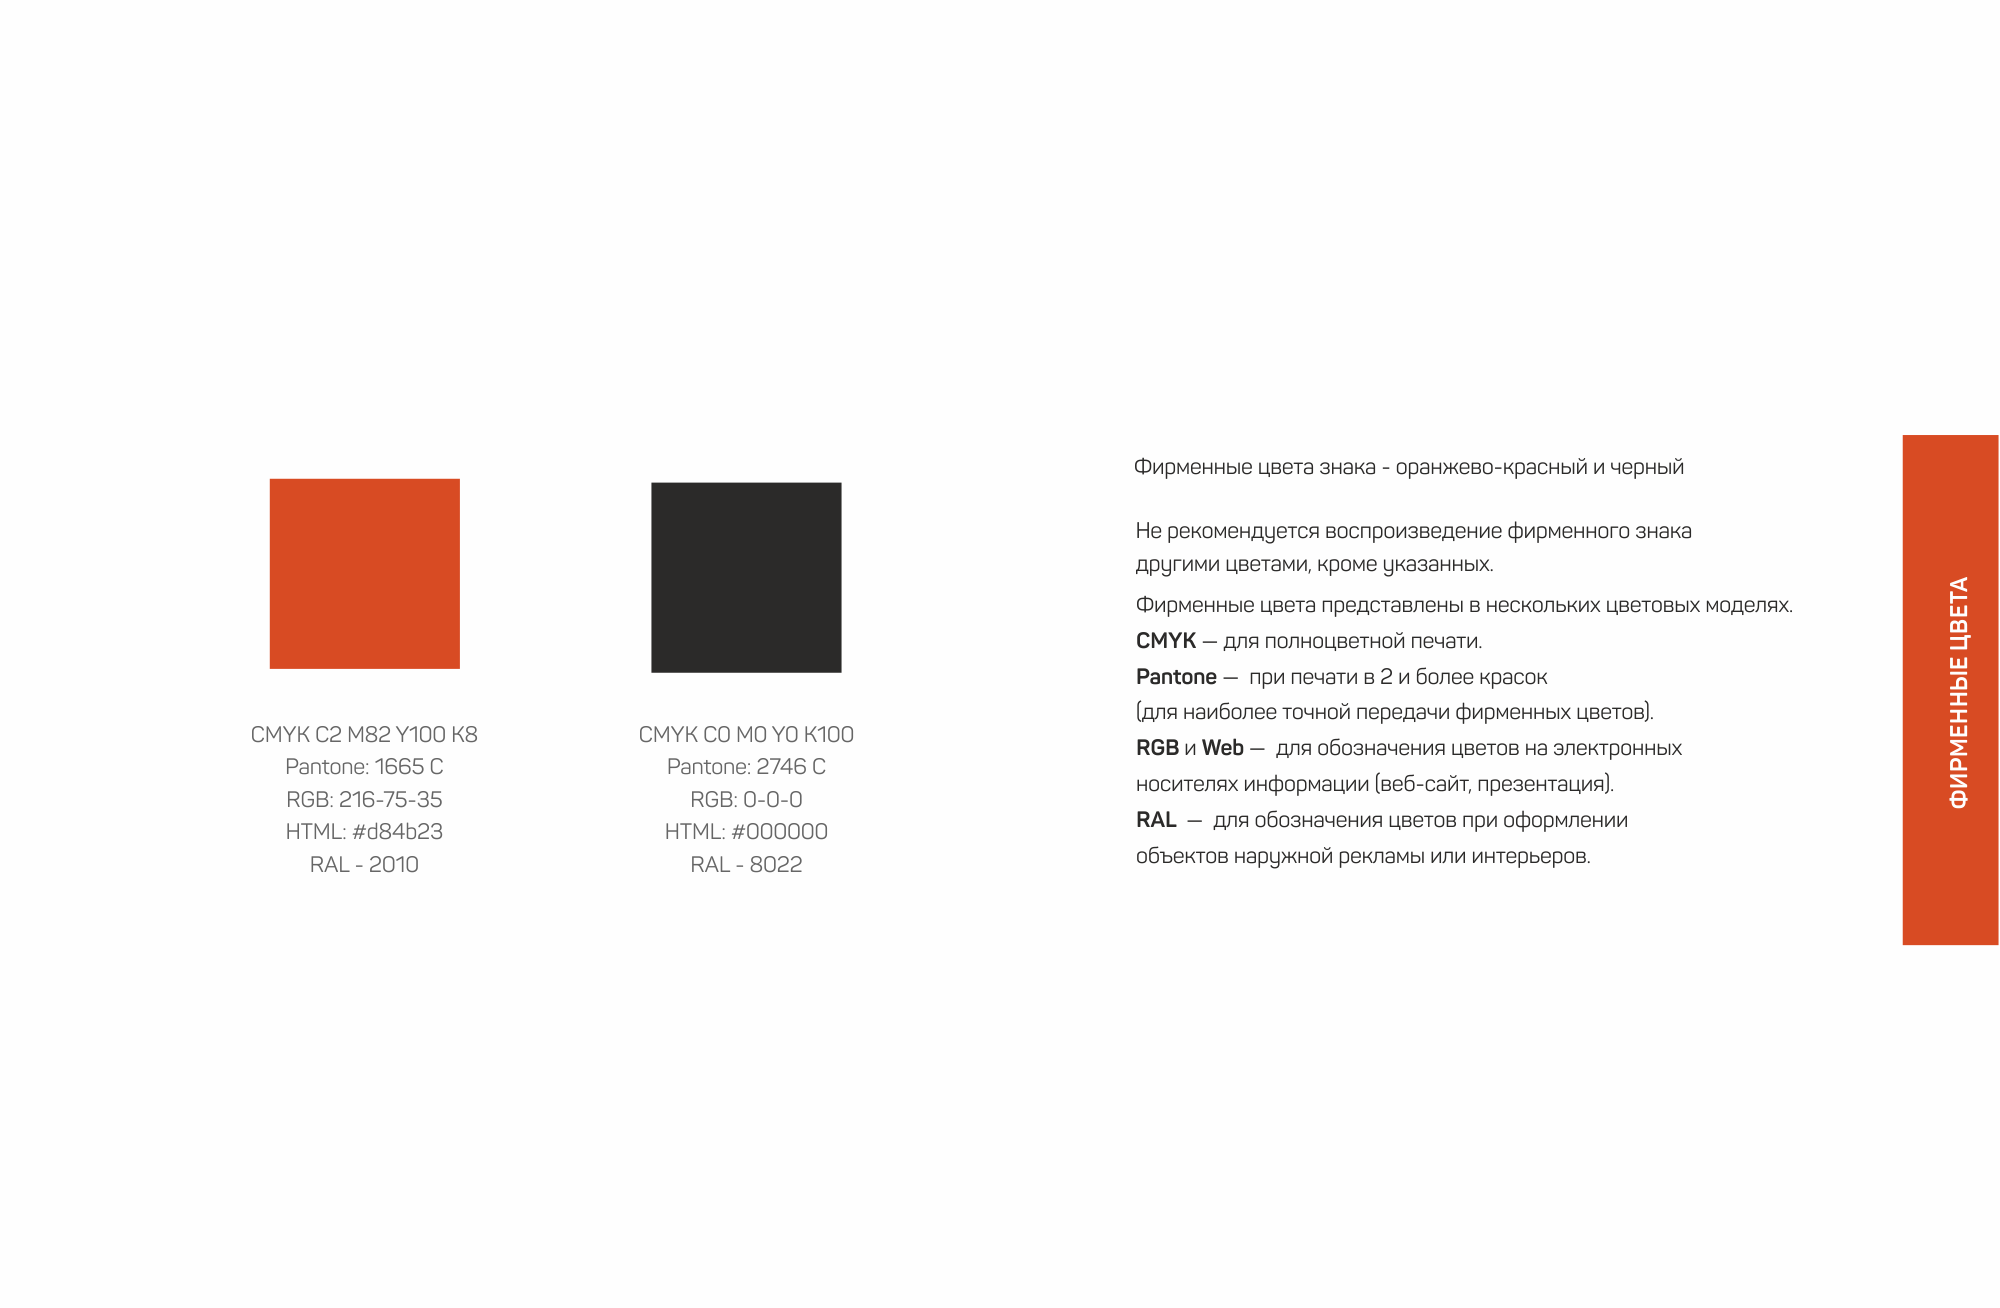 CMYK C2 M82 Y100 K8
Pantone: 1665 C
RGB: 216-75-35
HTML: #d84b23
RAL - 2010
CMYK C0 M0 Y0 K100
Pantone: 2746 C
RGB: 0-0-0
HTML: #000000
RAL - 8022
Фирменные цвета знака - оранжево-красный и черный
Не рекомендуется воспроизведение фирменного знака
другими цветами, кроме указанных.
Фирменные цвета представлены в нескольких цветовых моделях.
CMYK — для полноцветной печати.
Pantone — при печати в 2 и более красок
(для наиболее точной передачи фирменных цветов).
RGB и Web — для обозначения цветов на электронных
носителях информации (веб-сайт, презентация).
RAL — для обозначения цветов при оформлении
объектов наружной рекламы или интерьеров.
ФИРМЕННЫЕ ЦВЕТА